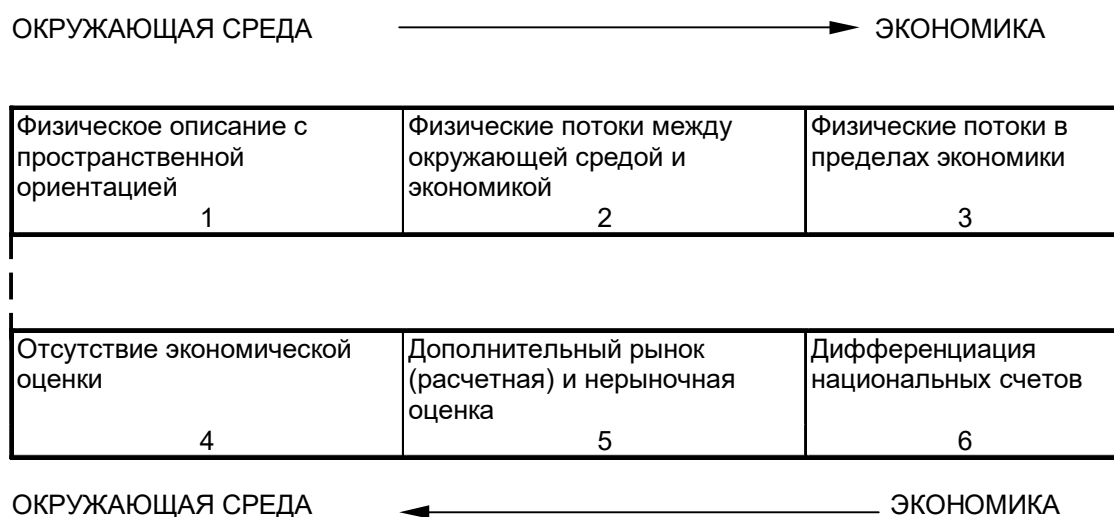 ОКРУЖАЮЩАЯ СРЕДА
ЭКОНОМИКА
Физическое описание с
пространственной
ориентацией
1
Физические потоки между
окружающей средой и
экономикой
2
Физические потоки в
пределах экономики
3
Отсутствие экономической
оценки
4
Дополнительный рынок
(расчетная) и нерыночная
оценка
5
Дифференциация
национальных счетов
6
ОКРУЖАЮЩАЯ СРЕДА
ЭКОНОМИКА